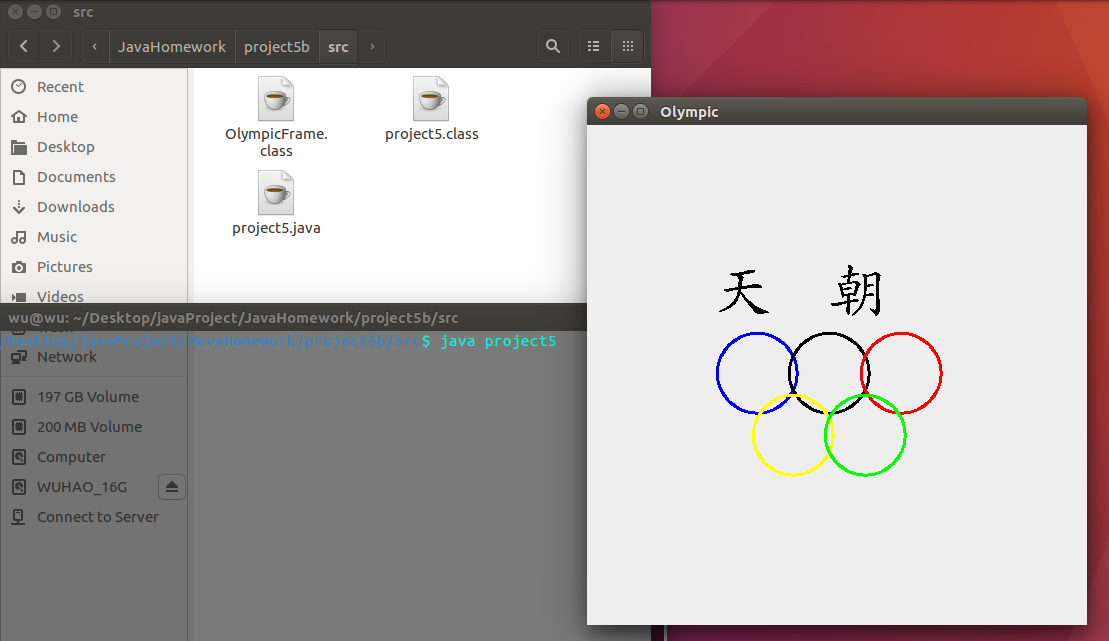 src
JavaHomework project5b src
Recent
Home
Desktop
Documents
Downloads
Music
Pictures
Videos
Network
197 GB Volume
200 MB Volume
Computer
WUHAO_16G
Connect to Server
OlympicFrame.
class
project5.class
project5.java
wu@wu: ~/Desktop/javaProject/JavaHomework/project5b/src
/Desktop/javaProject/JavaHomework/project5b/src$ java project5
Olympic
天 朝